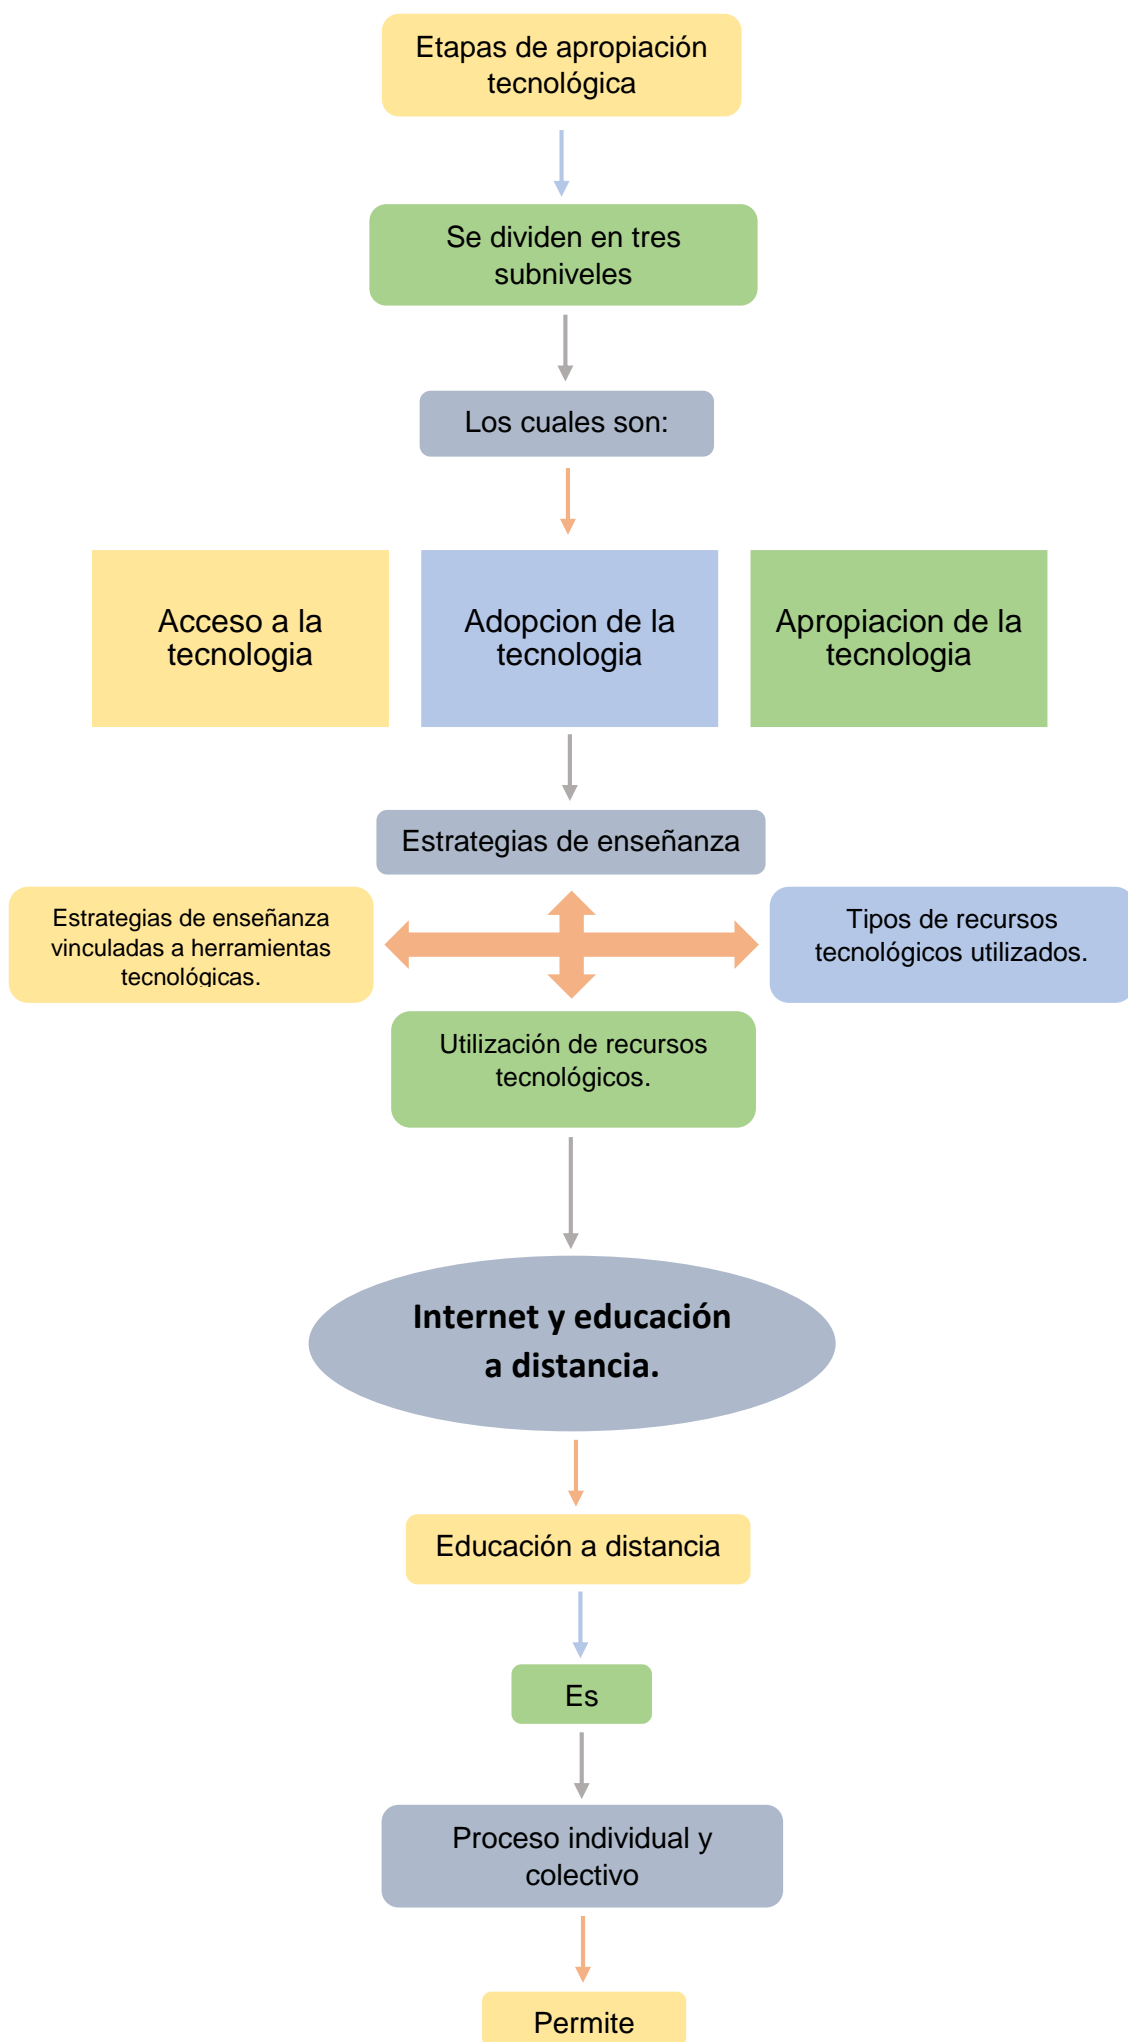 Etapas de apropiación
tecnológica
Se dividen en tres
subniveles
Los cuales son:
Acceso a la
tecnologia
Adopcion de la
tecnologia
Apropiacion de la
tecnologia
Estrategias de enseñanza
Estrategias de enseñanza
vinculadas a herramientas
tecnológicas.
Tipos de recursos
tecnológicos utilizados.
Utilización de recursos
tecnológicos.
Internet y educación
a distancia.
Educación a distancia
Es
Proceso individual y
colectivo
Permite